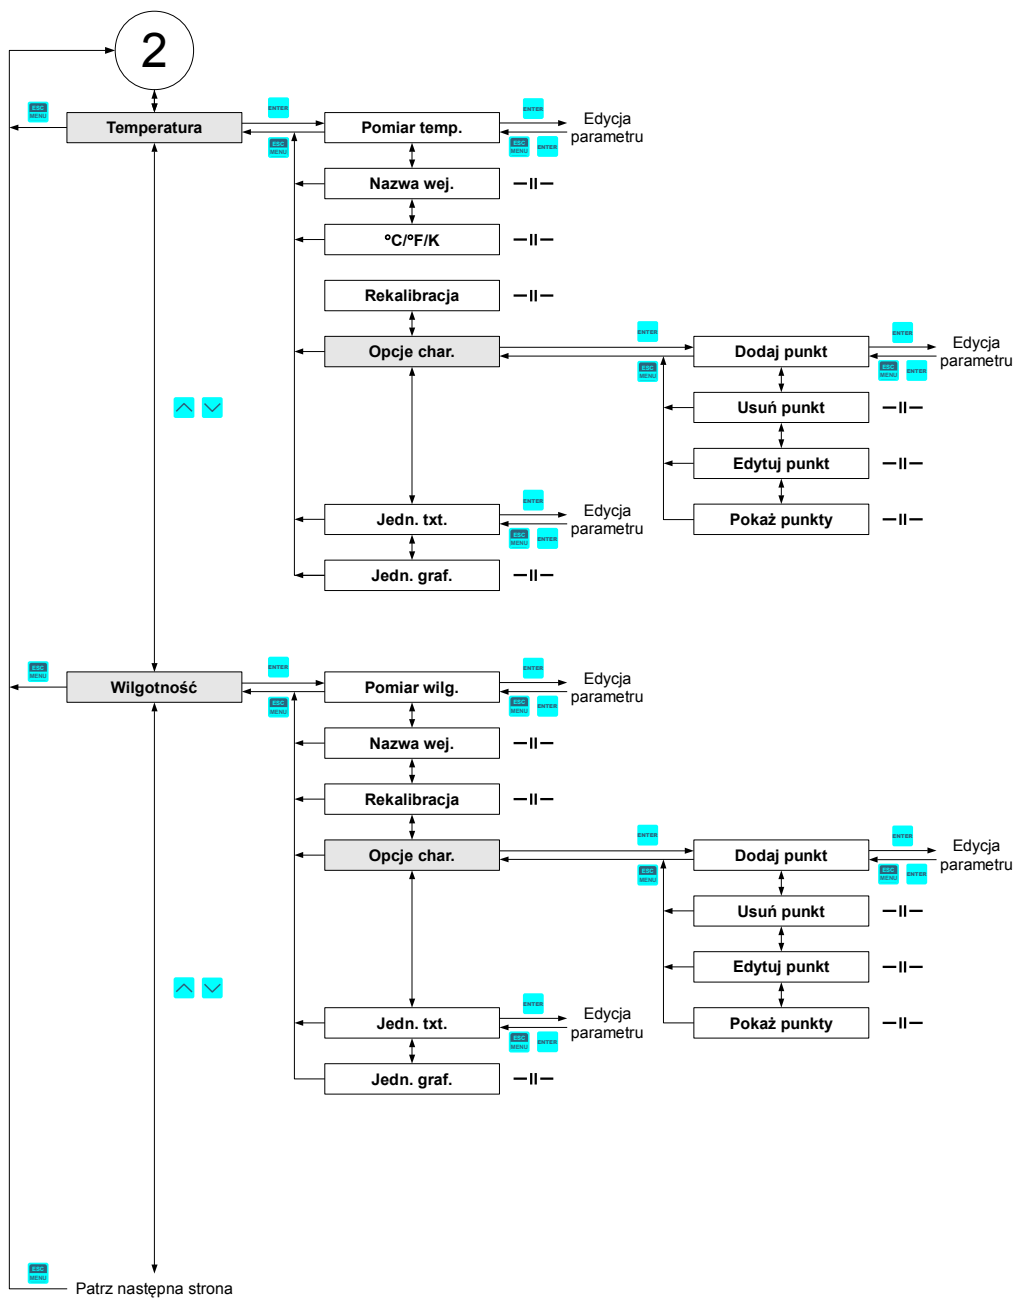 2
ESC
MENU
Temperatura
ENTER
ESC
MENU
Pomiar temp.
ENTER
ESC
MENU
ENTER
Edycja
parametru
Nazwa wej.
—II—
°C/°F/K
—II—
Rekalibracja
—II—
Opcje char.
ENTER
ESC
MENU
Dodaj punkt
ENTER
ESC
MENU
ENTER
Edycja
parametru
Usuń punkt
—II—
Edytuj punkt
—II—
Pokaż punkty
—II—
Jedn. txt.
ENTER
ESC
MENU
ENTER
Edycja
parametru
Jedn. graf.
—II—
ESC
MENU
Wilgotność
ENTER
ESC
MENU
Pomiar wilg.
ENTER
ESC
MENU
ENTER
Edycja
parametru
Nazwa wej.
—II—
Rekalibracja
—II—
Opcje char.
ENTER
ESC
MENU
Dodaj punkt
ENTER
ESC
MENU
ENTER
Edycja
parametru
Usuń punkt
—II—
Edytuj punkt
—II—
Pokaż punkty
—II—
Jedn. txt.
ENTER
ESC
MENU
ENTER
Edycja
parametru
Jedn. graf.
—II—
ESC
MENU
Patrz następna strona